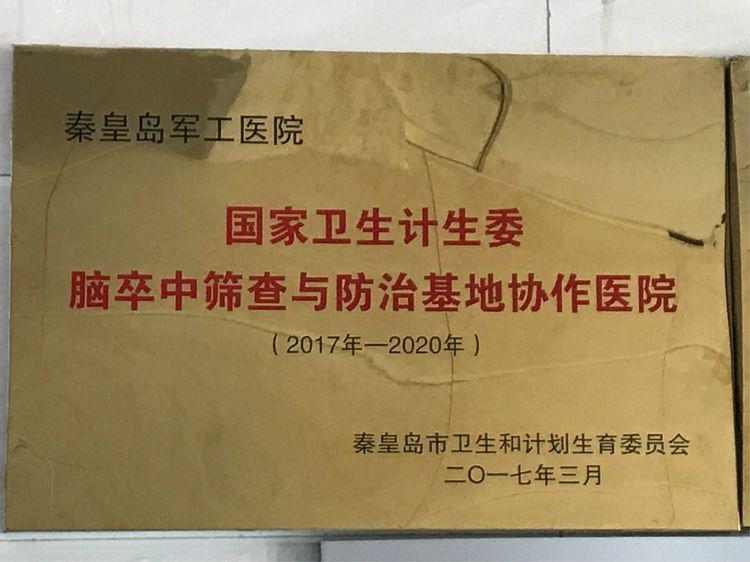 秦皇岛军工医院
国家卫生计生委
脑卒中筛查与防治基地协作医院
（2017年—2020年）
秦皇岛市卫生和计划生育委员会
二〇一七年三月